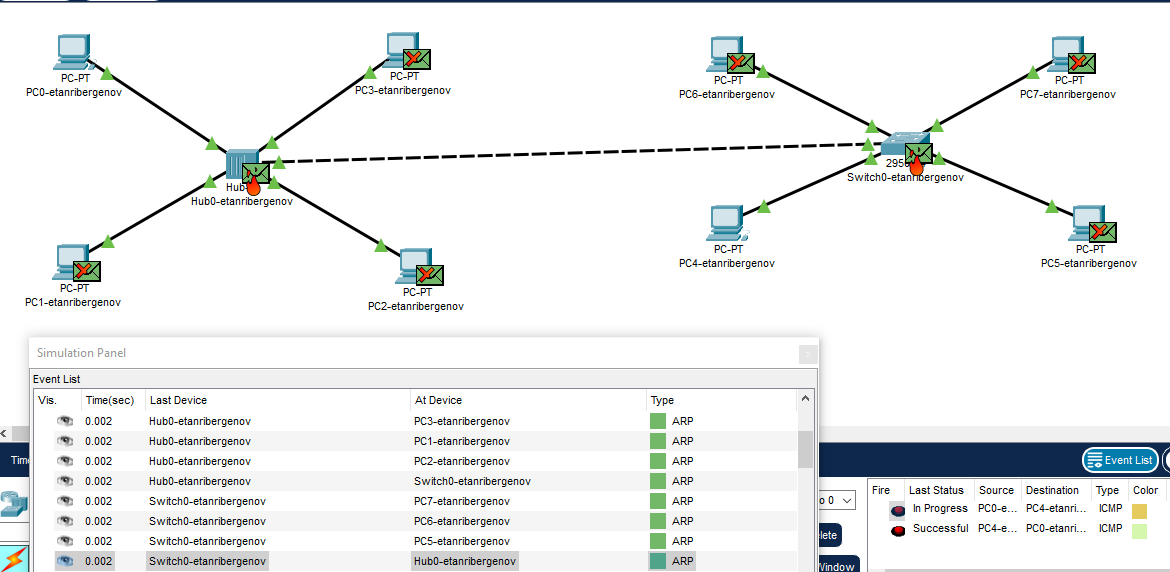 PC-PT
PC0-etanribergenov
PC-PT
PC3-etanribergenov
PC-PT
PC6-etanribergenov
PC-PT
PC7-etanribergenov
Hub0-etanribergenov
Switch0-etanribergenov
PC-PT
PC1-etanribergenov
PC-PT
PC2-etanribergenov
PC-PT
PC4-etanribergenov
PC-PT
PC5-etanribergenov
Simulation Panel
Event List
Vis. Time(sec) Last Device At Device Type
0.002 Hub0-etanribergenov PC3-etanribergenov ARP
0.002 Hub0-etanribergenov PC1-etanribergenov ARP
0.002 Hub0-etanribergenov PC2-etanribergenov ARP
0.002 Hub0-etanribergenov Switch0-etanribergenov ARP
0.002 Switch0-etanribergenov PC7-etanribergenov ARP
0.002 Switch0-etanribergenov PC6-etanribergenov ARP
0.002 Switch0-etanribergenov PC5-etanribergenov ARP
0.002 Switch0-etanribergenov Hub0-etanribergenov ARP
Event List
Fire Last Status Source Destination Type Color
In Progress PC0-e... PC4-etanri... ICMP
Successful PC4-e... PC0-etanri... ICMP
Window